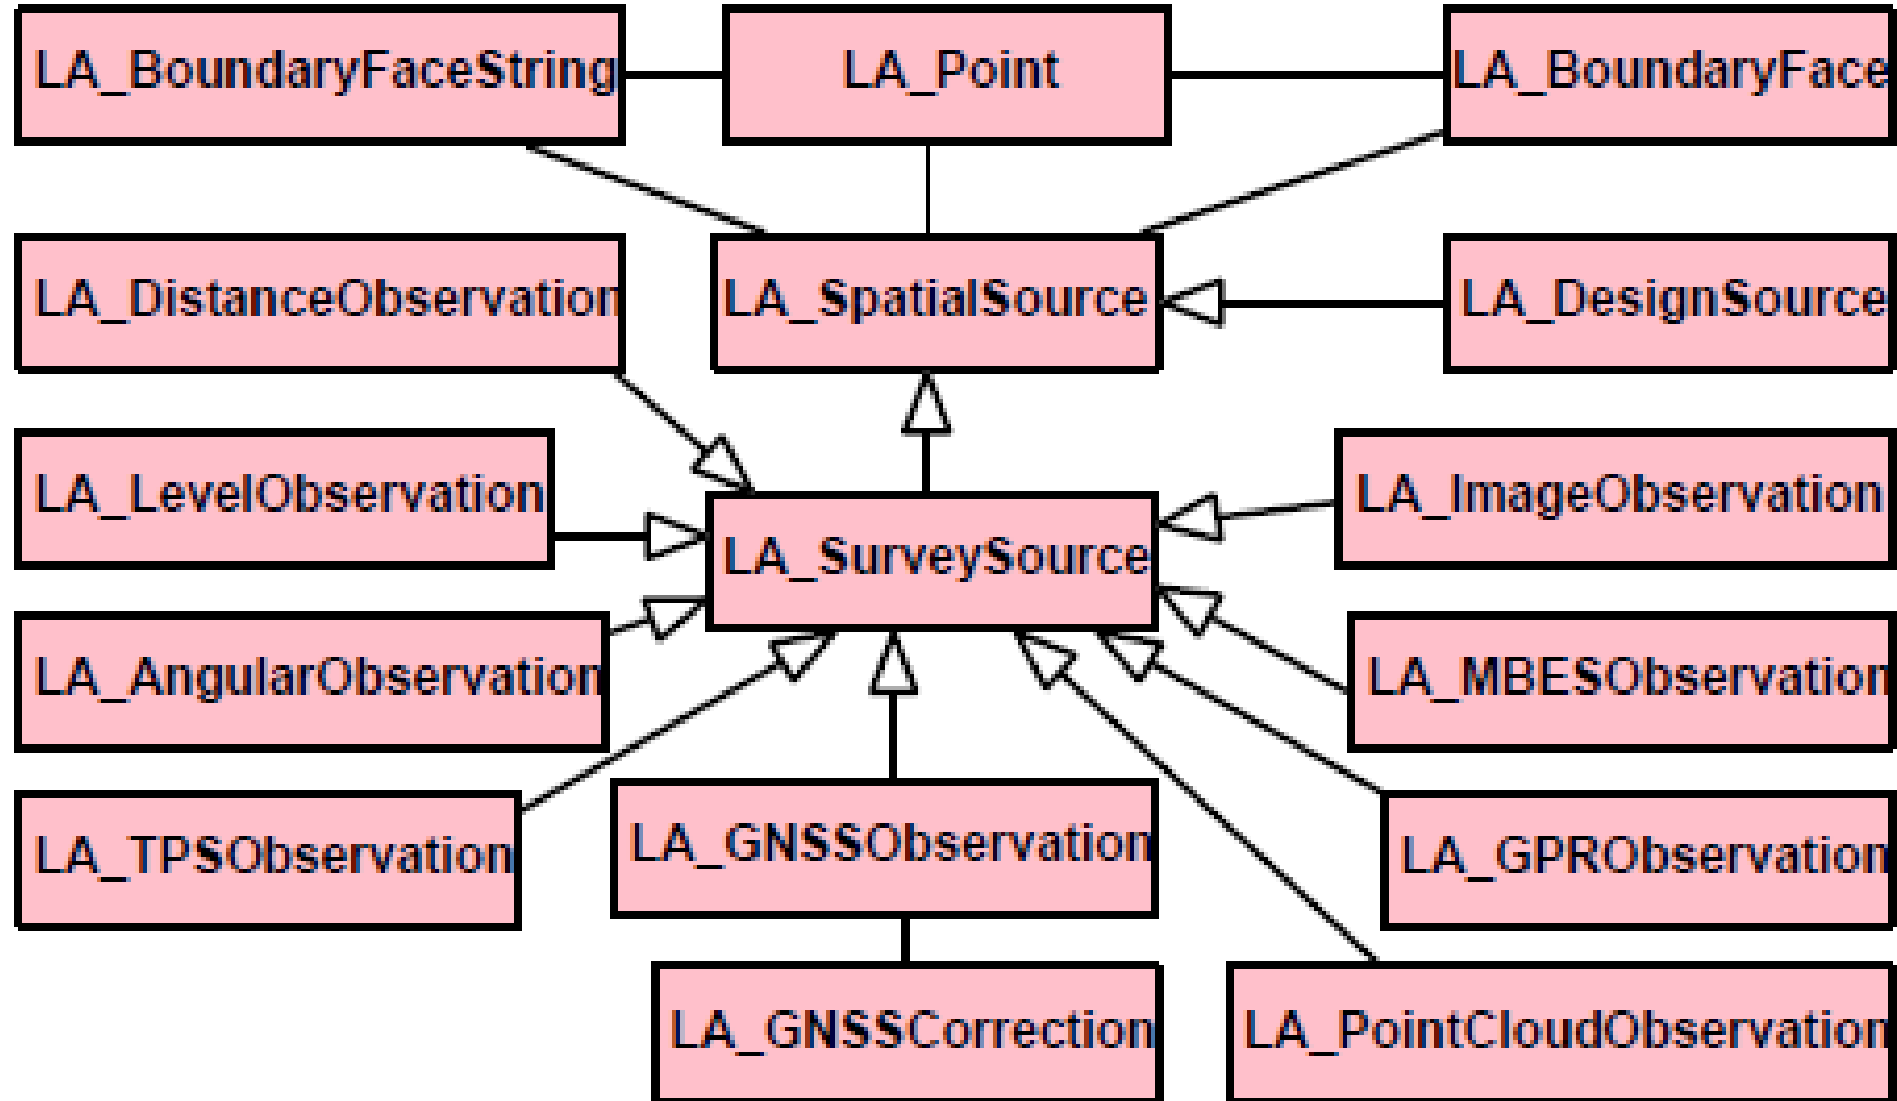 LA_BoundaryFaceString
LA_Point
LA_BoundaryFace
LA_DistanceObservation
LA_SpatialSource
LA_DesignSource
LA_LevelObservation
LA_SurveySource
LA_ImageObservation
LA_AngularObservation
LA_MBESObservation
LA_TPSObservation
LA_GNSSObservation
LA_GPRObservation
LA_GNSSCorrection
LA_PointCloudObservation